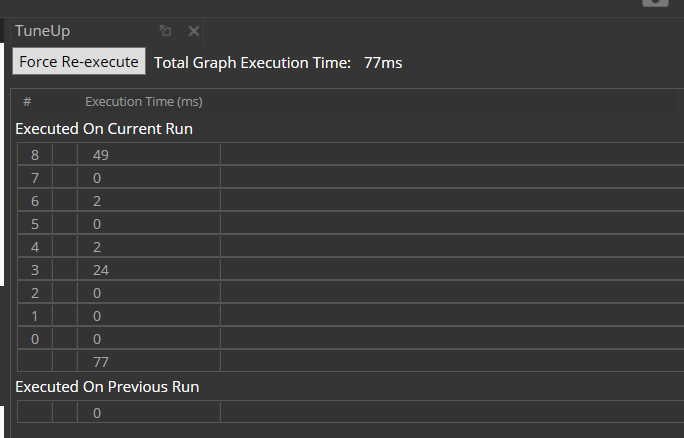 TuneUp
Force Re-execute Total Graph Execution Time: 77ms
# Execution Time (ms)
Executed On Current Run
8 49
7 0
6 2
5 0
4 2
3 24
2 0
1 0
0 0
77
Executed On Previous Run
0